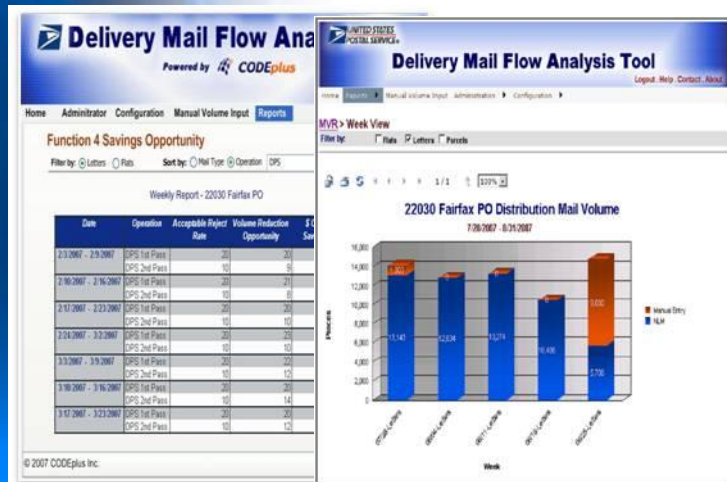 Delivery Mail Flow Ana
Powered by CODEplus
Home Adminitrator Configuration Manual Volume Input Reports
Function 4 Savings Opportunity
Filter by: Letters Flats Sort by: Mail Type Operation DPS
Weekly Report - 22030 Fairfax PO
Date Operation Acceptable Reject Rate Volume Reduction Opportunity
2/3/2007 - 2/9/2007 DPS 1st Pass 20 20
DPS 2nd Pass 10 9
2/10/2007 - 2/16/2007 DPS 1st Pass 20 21
DPS 2nd Pass 10 8
2/17/2007 - 2/23/2007 DPS 1st Pass 20 20
DPS 2nd Pass 10 10
2/24/2007 - 3/2/2007 DPS 1st Pass 20 23
DPS 2nd Pass 10 10
3/3/2007 - 3/9/2007 DPS 1st Pass 20 22
DPS 2nd Pass 10 12
3/10/2007 - 3/16/2007 DPS 1st Pass 20 20
DPS 2nd Pass 10 14
3/17/2007 - 3/23/2007 DPS 1st Pass 20 20
DPS 2nd Pass 10 12
© 2007 CODEplus Inc.
UNITED STATES
POSTAL SERVICE
Delivery Mail Flow Analysis Tool
Logout Help Contact About
Home Reports Manual Volume Input Administration Configuration
MVR > Week View
Filter by: Flats Letters Parcels
1/1 100%
22030 Fairfax PO Distribution Mail Volume
7/28/2007 - 8/31/2007
16,000
14,000
12,000
10,000
8,000
6,000
4,000
2,000
0
Pieces
13,141
12,834
13,274
Manual Entry
NLM
Week